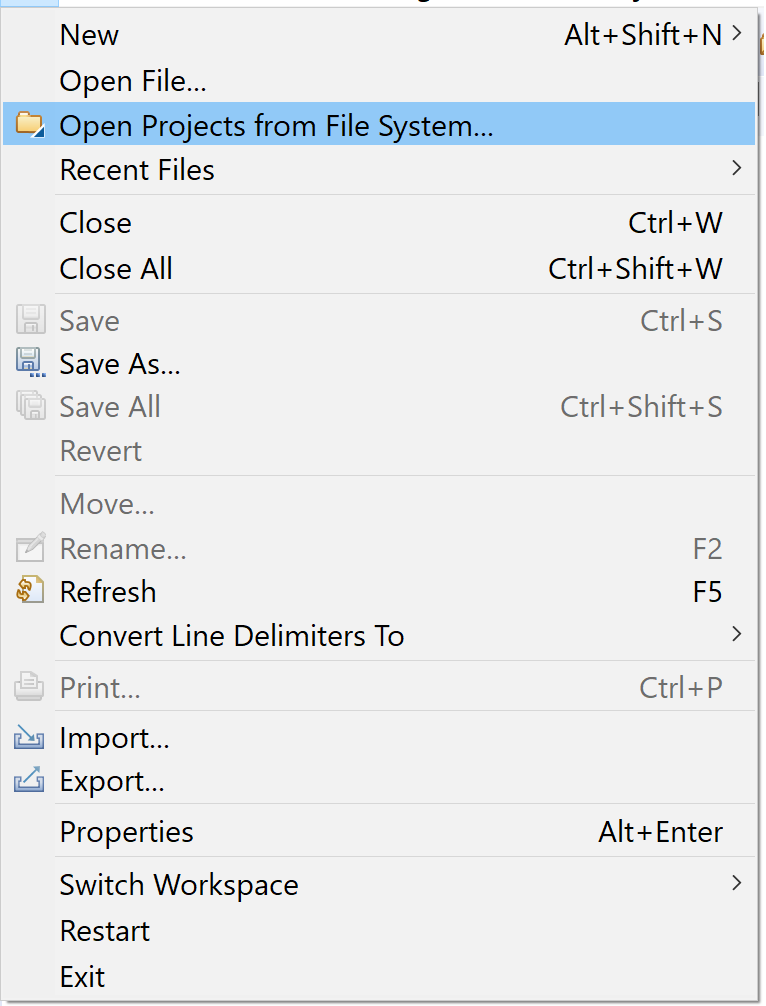 New Alt+Shift+N
Open File...
Open Projects from File System...
Recent Files
Close Ctrl+W
Close All Ctrl+Shift+W
Save Ctrl+S
Save As...
Save All Ctrl+Shift+S
Revert
Move...
Rename... F2
Refresh F5
Convert Line Delimiters To
Print... Ctrl+P
Import...
Export...
Properties Alt+Enter
Switch Workspace
Restart
Exit